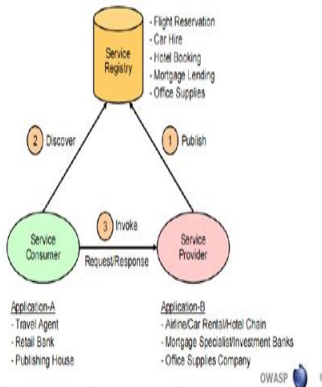 Service
Registry
- Flight Reservation
- Car Hire
- Hotel Booking
- Mortgage Lending
- Office Supplies
2 Discover
1 Publish
3 Invoke
Request/Response
Service
Consumer
Service
Provider
Application-A
- Travel Agent
- Retail Bank
- Publishing House
Application-B
- Airline/Car Rental/Hotel Chain
- Mortgage Specialist/Investment Banks
- Office Supplies Company
OWASP